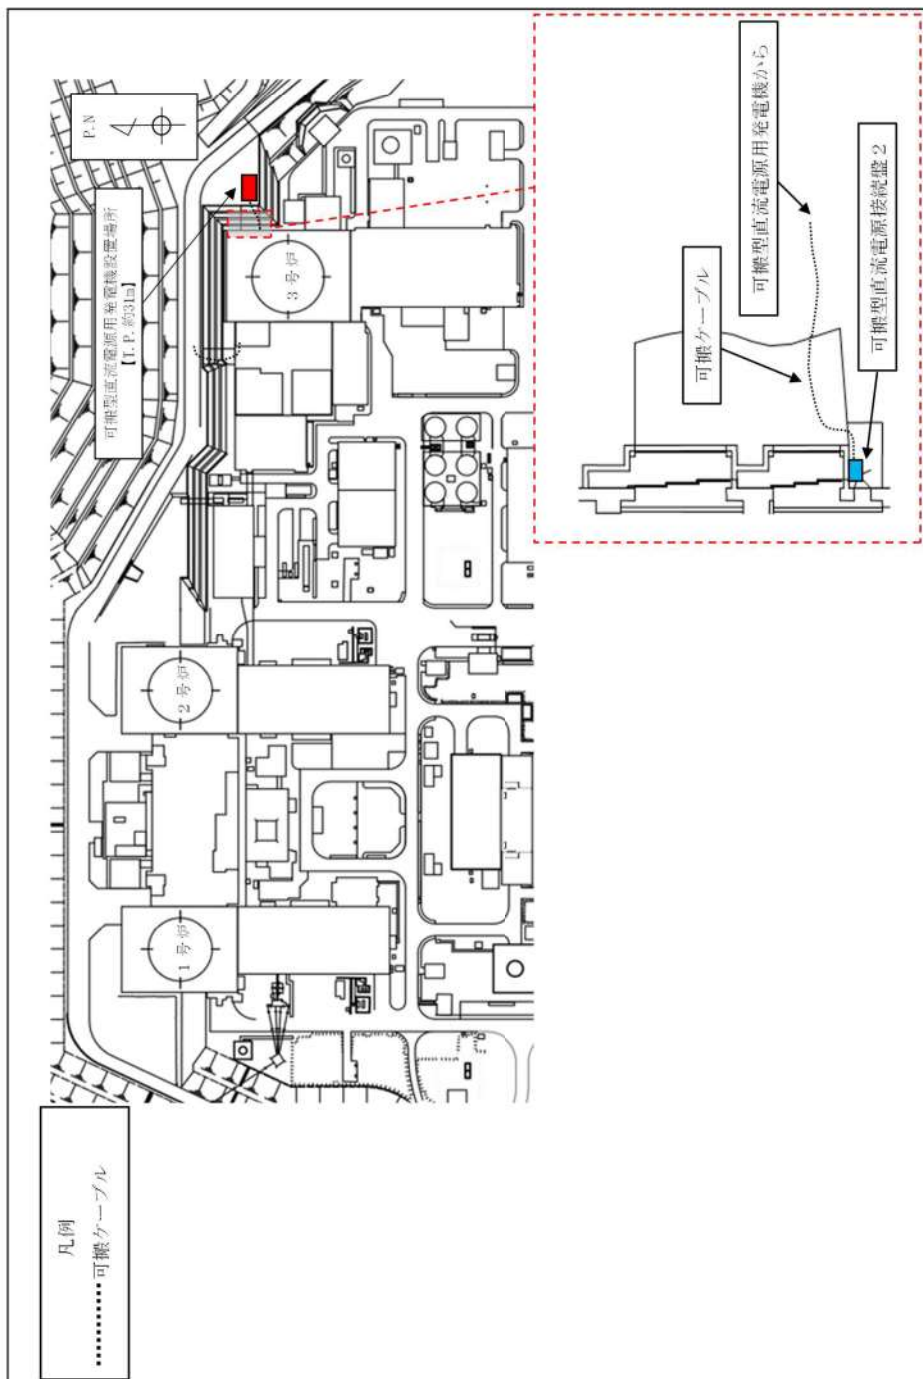 凡例
可搬ケーブル
P.N
可搬型直流電源用発電機設置場所
【T.P. 約31m】
1号炉
2号炉
3号炉
可搬ケーブル
可搬型直流電源用発電機から
可搬型直流電源接続盤2